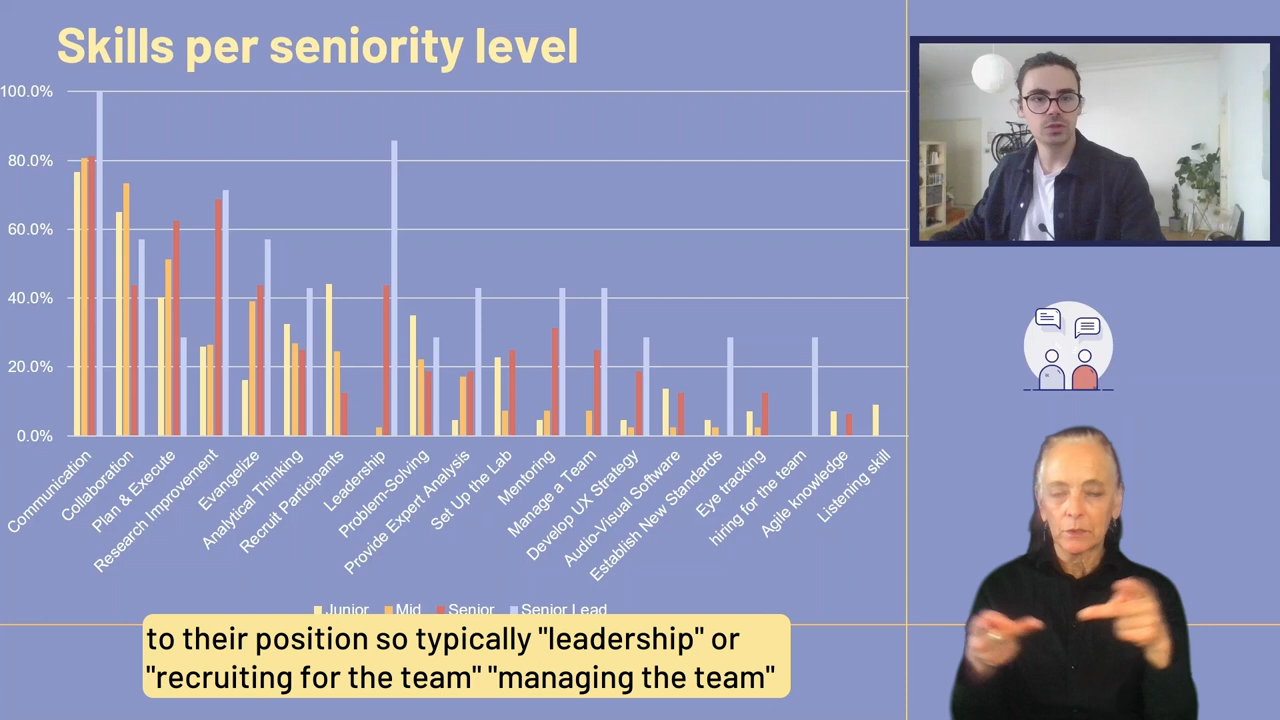 Skills per seniority level
100.0%
80.0%
60.0%
40.0%
20.0%
0.0%
Communication
Collaboration
Plan & Execute
Research Improvement
Evangelize
Analytical Thinking
Recruit Participants
Leadership
Problem-Solving
Provide Expert Analysis
Set Up the Lab
Mentoring
Manage a Team
Develop UX Strategy
Audio-Visual Software
Establish New Standards
Eye tracking
hiring for the team
Agile knowledge
Listening skill
Junior Mid Senior Senior Lead
to their position so typically "leadership" or
"recruiting for the team" "managing the team"